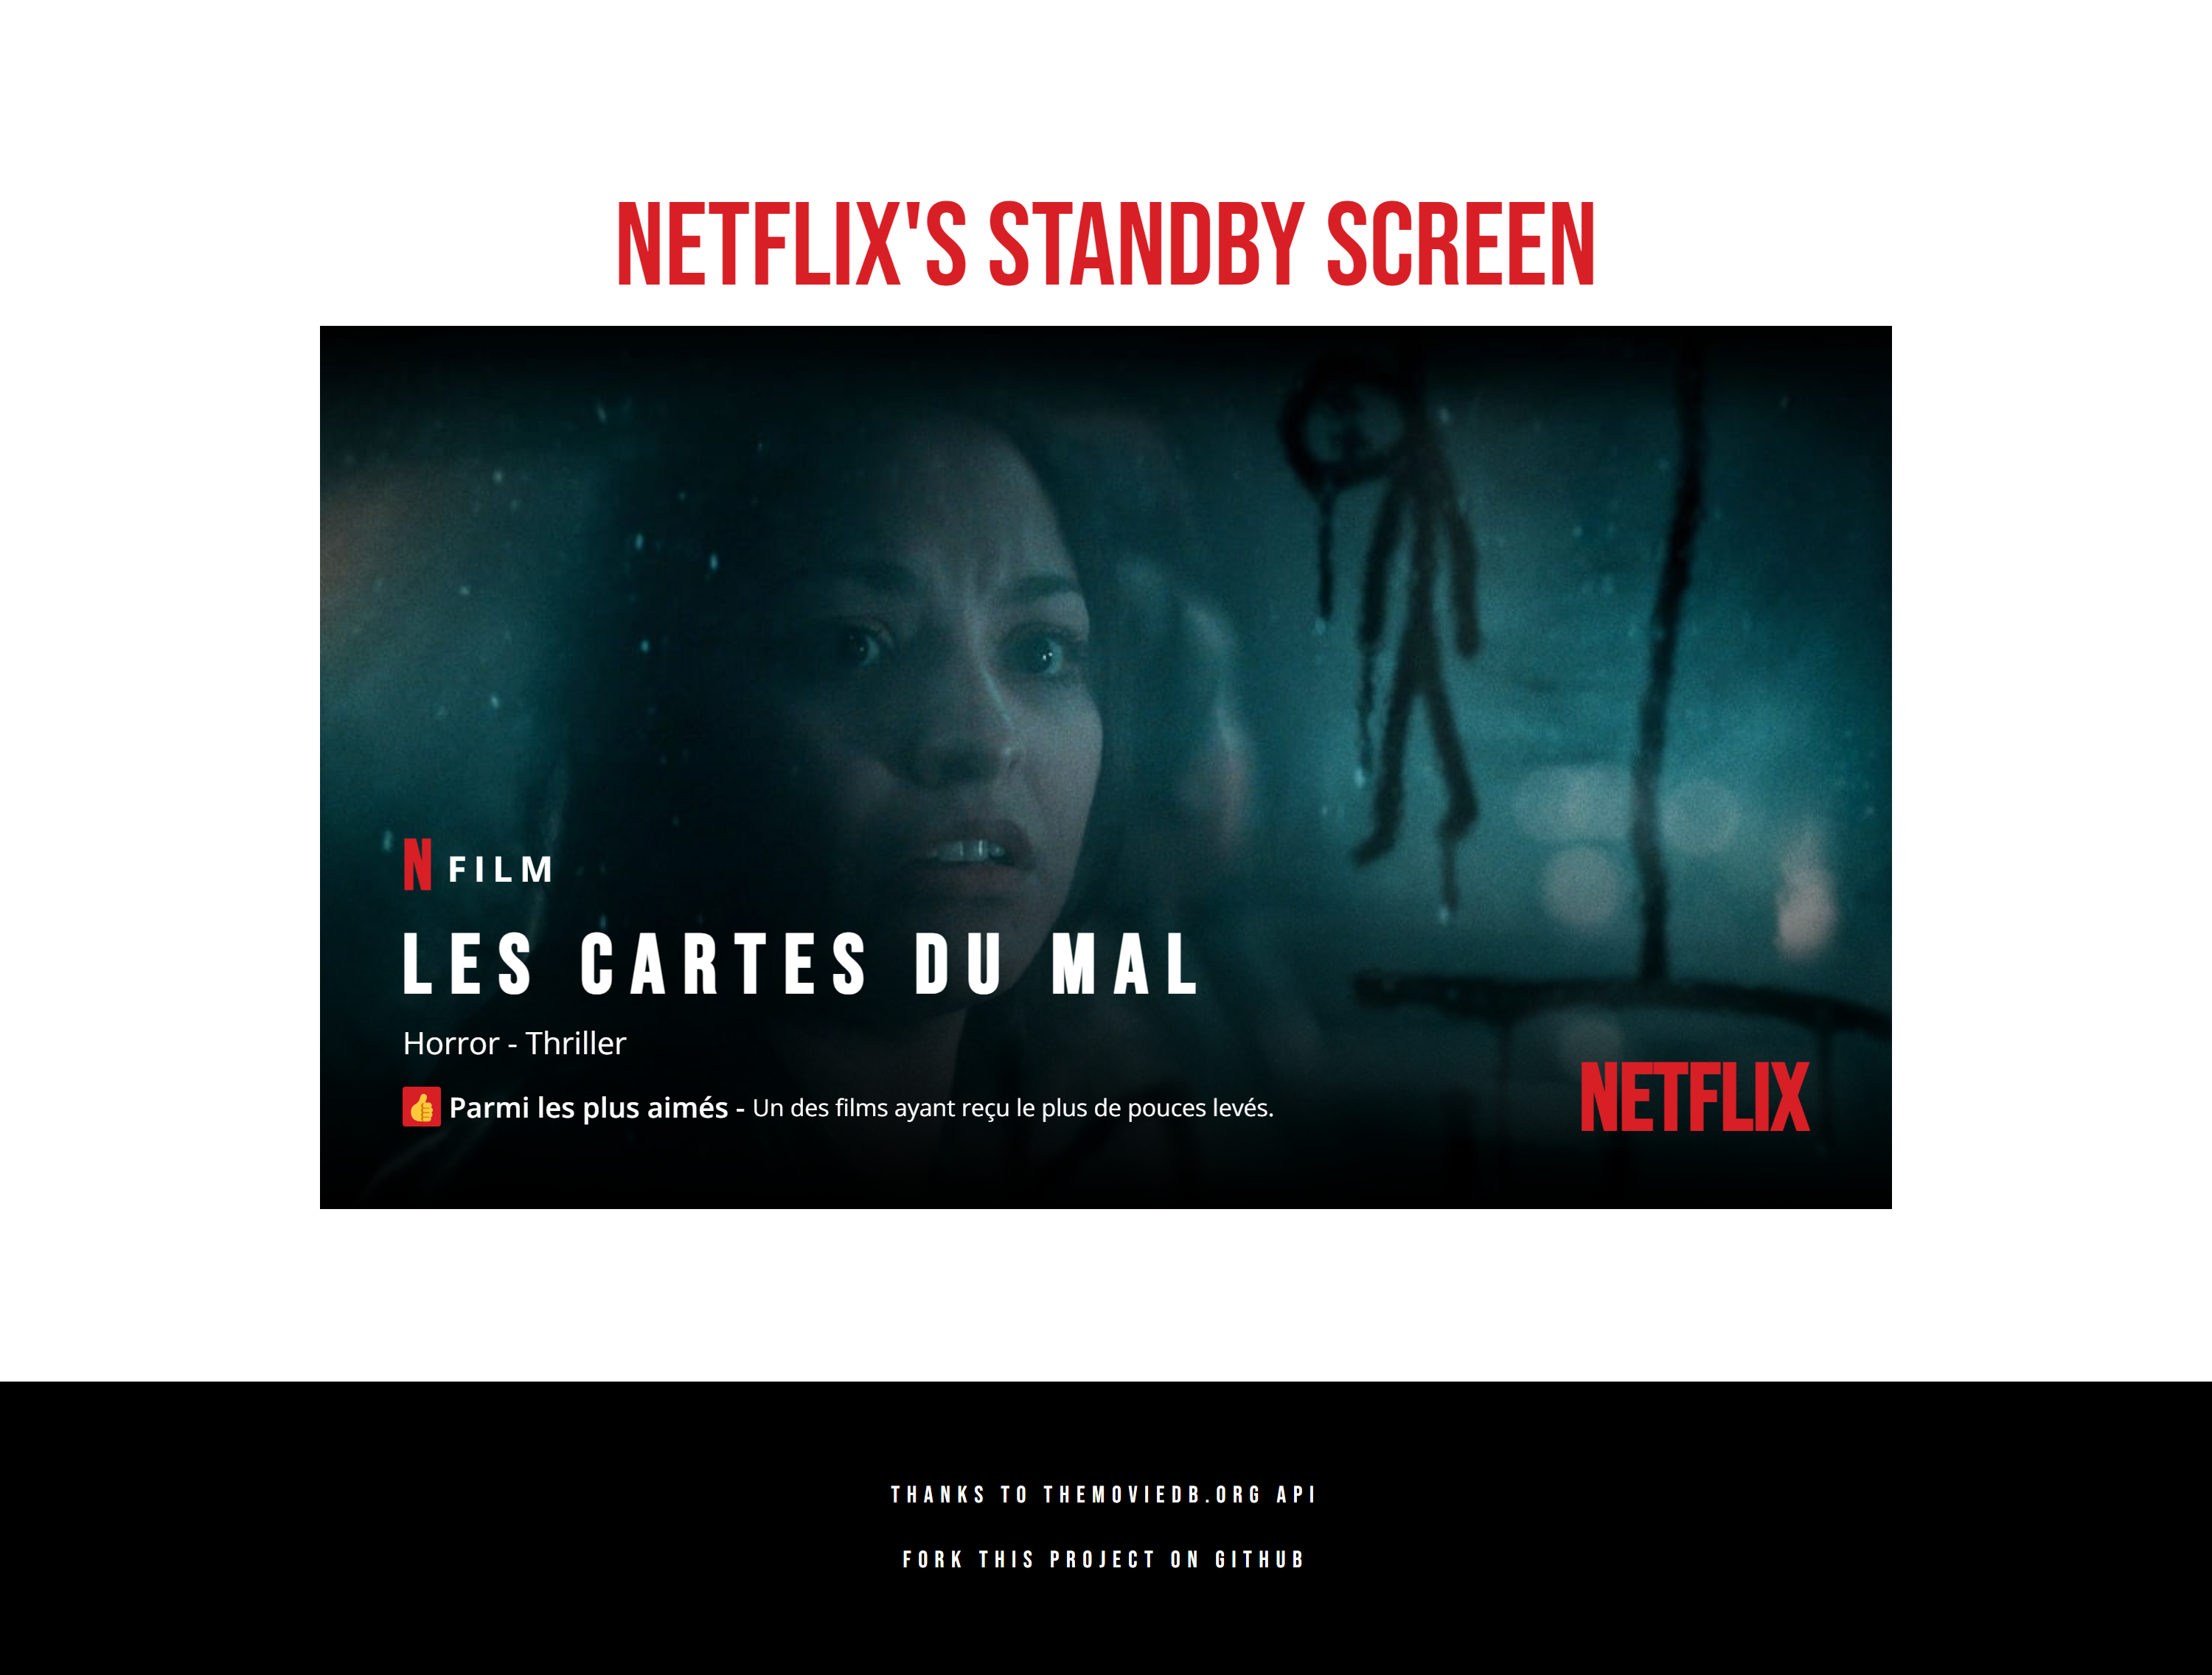 NETFLIX'S STANDBY SCREEN
N FILM
LES CARTES DU MAL
Horror - Thriller
Parmi les plus aimés - Un des films ayant reçu le plus de pouces levés.
NETFLIX
THANKS TO THEMOVIEDB.ORG API
FORK THIS PROJECT ON GITHUB